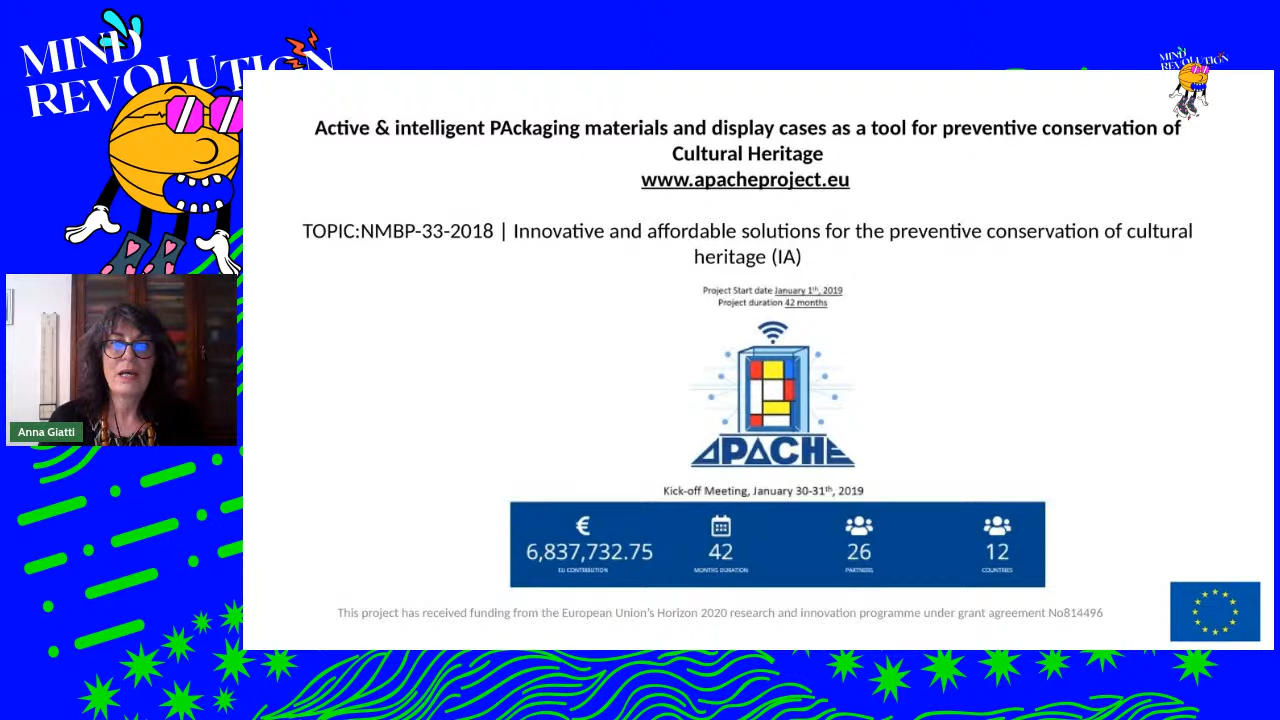 MIND
REVOLUTION
MIND
REVOLUTION
Active & intelligent PAckaging materials and display cases as a tool for preventive conservation of
Cultural Heritage
www.apacheproject.eu
TOPIC:NMBP-33-2018 | Innovative and affordable solutions for the preventive conservation of cultural
heritage (IA)
Project Start date January 1th, 2019
Project duration 42 months
APACHE
Kick-off Meeting, January 30-31th, 2019
€
6,837,732.75 42 26 12
EU CONTRIBUTION MONTHS DURATION PARTNERS COUNTRIES
This project has received funding from the European Union's Horizon 2020 research and innovation programme under grant agreement No814496
Anna Giatti